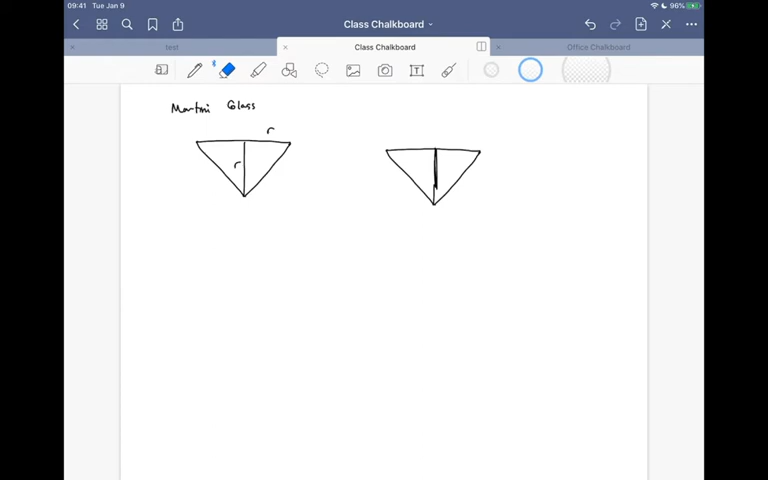 09:41 Tue Jan 9
96%
Class Chalkboard
test
Class Chalkboard
Office Chalkboard
T
Martini Glass
r
r